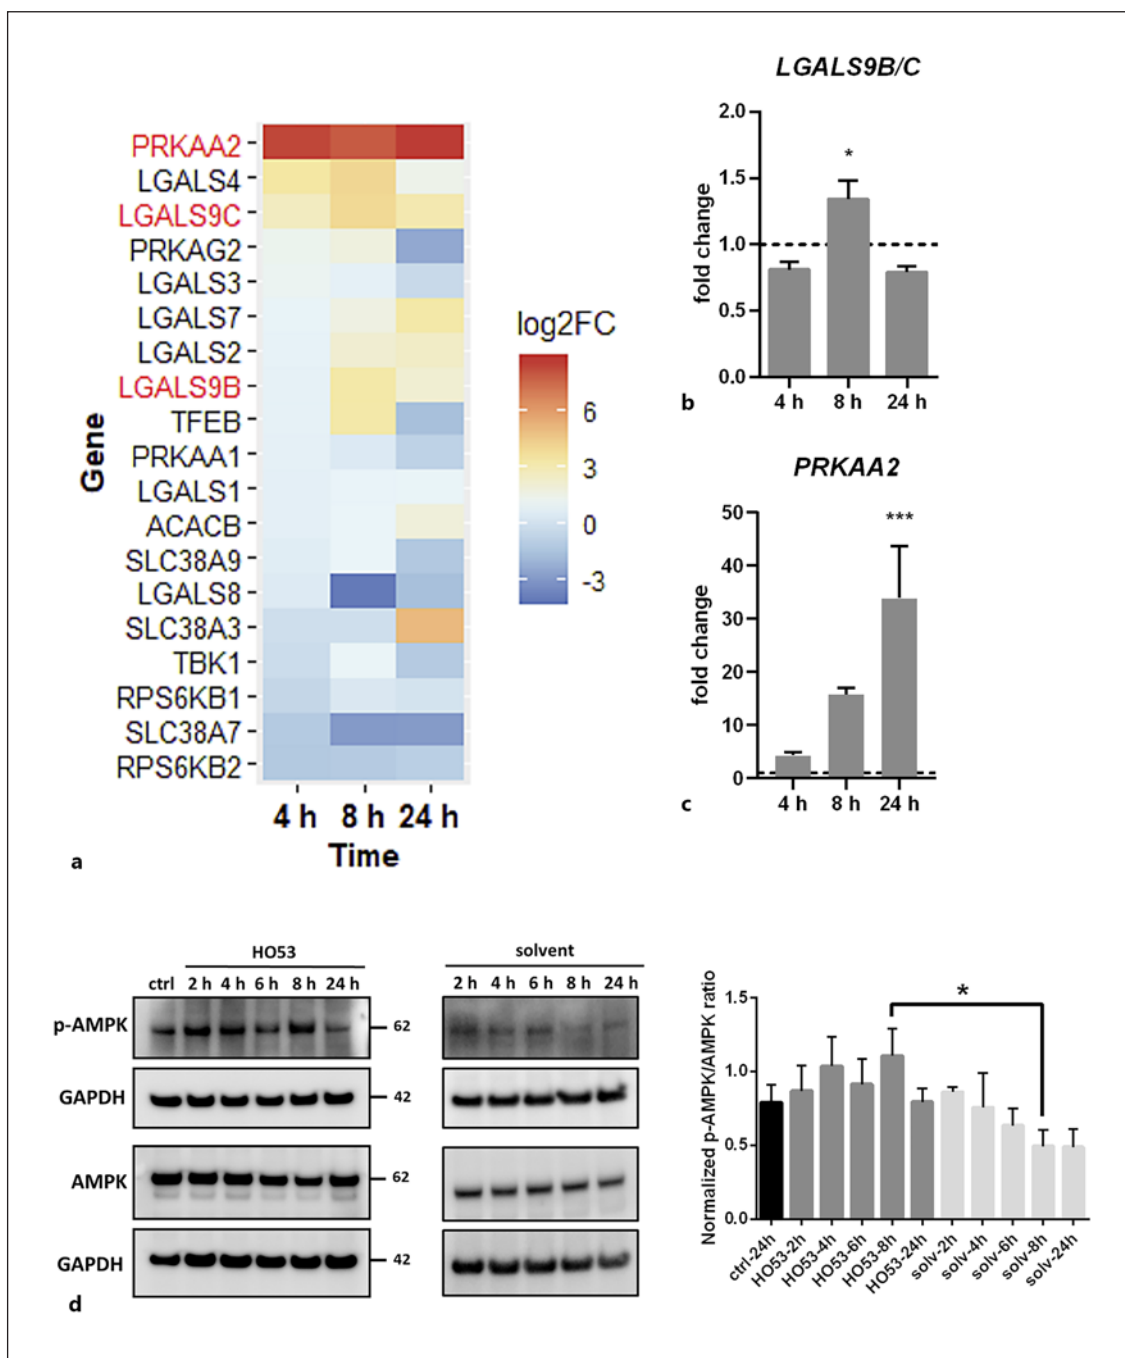 PRKAA2
LGALS4
LGALS9C
PRKAG2
LGALS3
LGALS7
LGALS2
LGALS9B
TFEB
PRKAA1
LGALS1
ACACB
SLC38A9
LGALS8
SLC38A3
TBK1
RPS6KB1
SLC38A7
RPS6KB2
Gene
4 h 8 h 24 h
Time
log2FC
6
3
0
-3
a
LGALS9B/C
fold change
2.0
1.5
1.0
0.5
0.0
*
4 h 8 h 24 h
b
PRKAA2
fold change
50
40
30
20
10
0
***
4 h 8 h 24 h
c
HO53
ctrl 2 h 4 h 6 h 8 h 24 h
solvent
2 h 4 h 6 h 8 h 24 h
p-AMPK
62
GAPDH
42
AMPK
62
GAPDH
42
d
Normalized p-AMPK/AMPK ratio
1.5
1.0
0.5
0.0
*
ctrl-24h
HO53-2h
HO53-4h
HO53-6h
HO53-8h
HO53-24h
solv-2h
solv-4h
solv-6h
solv-8h
solv-24h